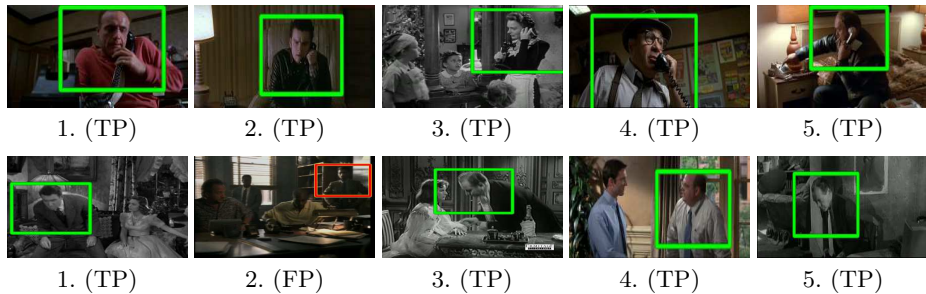 1. (TP) 2. (TP) 3. (TP) 4. (TP) 5. (TP)
1. (TP) 2. (FP) 3. (TP) 4. (TP) 5. (TP)